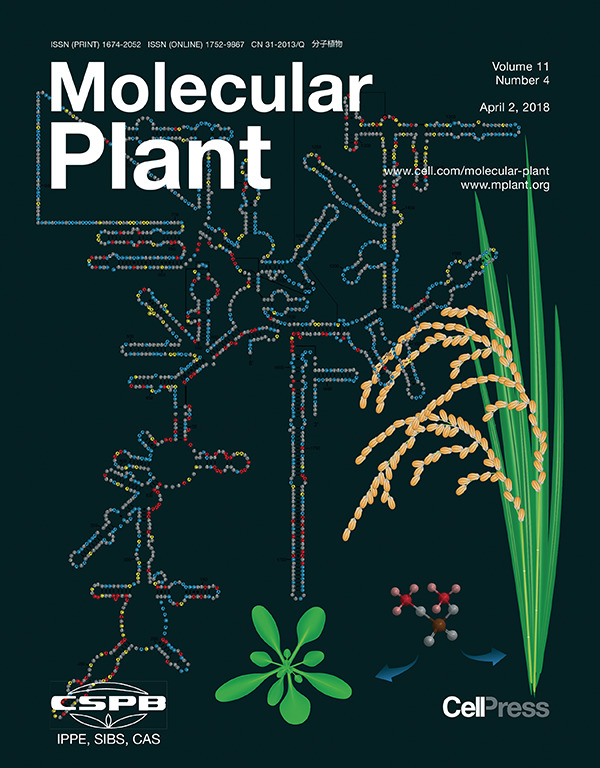 ISSN (PRINT) 1674-2052 ISSN (ONLINE) 1752-9867 CN 31-2013/Q 分子植物
Molecular
Plant
Volume 11
Number 4
April 2, 2018
www.cell.com/molecular-plant
www.mplant.org
CSPB
IPPE, SIBS, CAS
CellPress